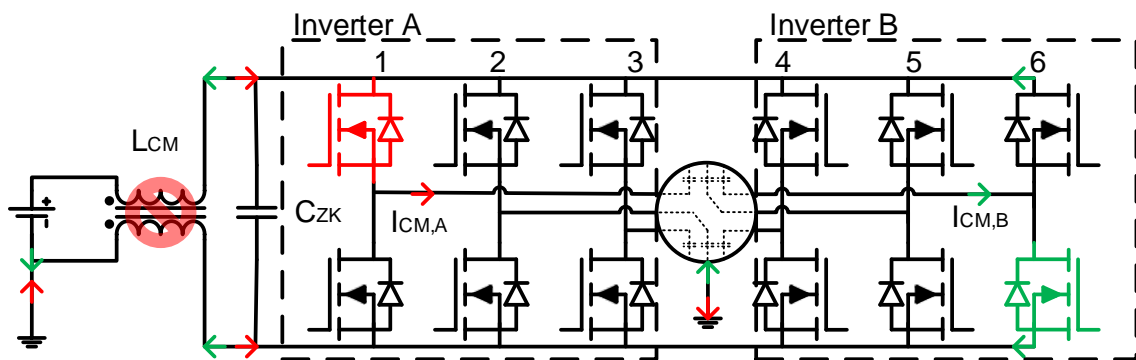 Inverter A
Inverter B
1
2
3
4
5
6
LCM
+
-
CZK
ICM,A
ICM,B